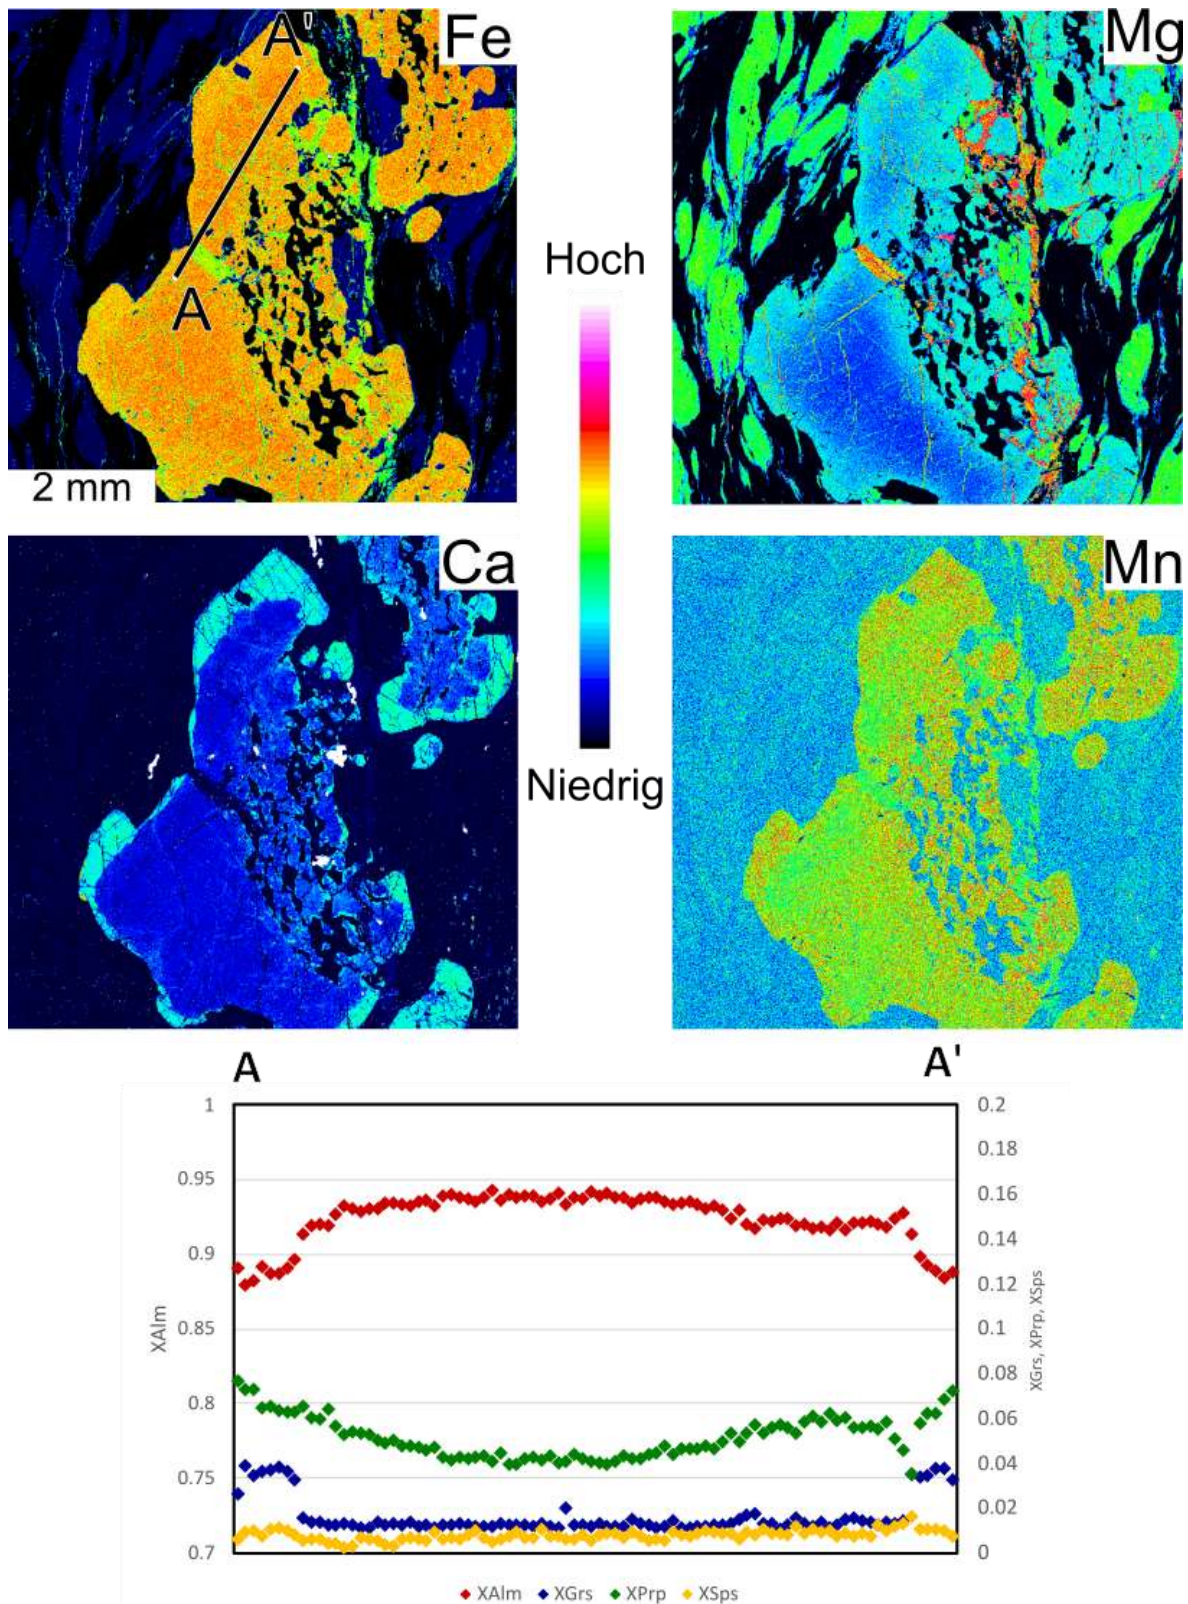 A'
Fe
A
2 mm
Mg
Hoch
Niedrig
Ca
Mn
A
A'
1
0.95
0.9
0.85
0.8
0.75
0.7
XAlm
0.2
0.18
0.16
0.14
0.12
0.1
0.08
0.06
0.04
0.02
0
XGrs, XPrp, XSps
XAlm XGrs XPrp XSps